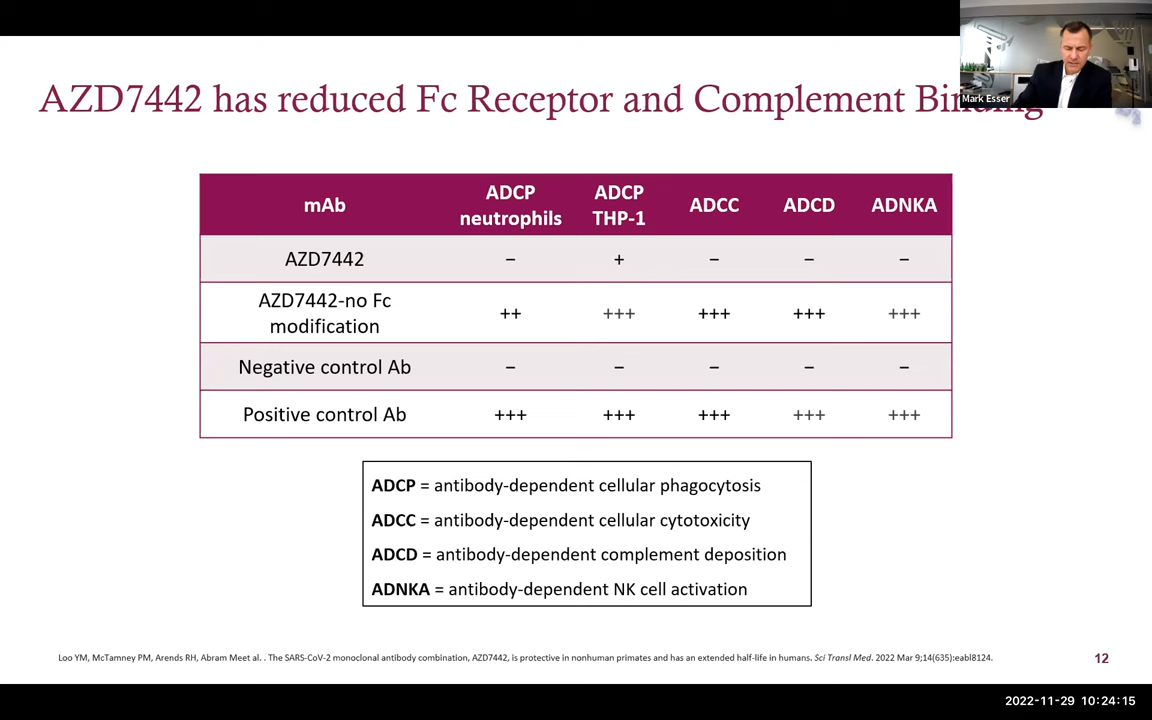 AZD7442 has reduced Fc Receptor and Complement Binding
Mark Esser
mAb ADCP neutrophils ADCP THP-1 ADCC ADCD ADNKA
AZD7442 – + – – –
AZD7442-no Fc modification ++ +++ +++ +++ +++
Negative control Ab – – – – –
Positive control Ab +++ +++ +++ +++ +++
ADCP = antibody-dependent cellular phagocytosis
ADCC = antibody-dependent cellular cytotoxicity
ADCD = antibody-dependent complement deposition
ADNKA = antibody-dependent NK cell activation
Loo YM, McTamney PM, Arends RH, Abram Meet al. . The SARS-CoV-2 monoclonal antibody combination, AZD7442, is protective in nonhuman primates and has an extended half-life in humans. Sci Transl Med. 2022 Mar 9;14(635):eabl8124.
12
2022-11-29 10:24:15